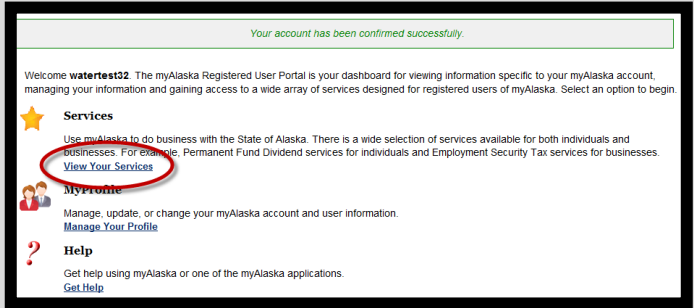 Your account has been confirmed successfully.
Welcome watertest32. The myAlaska Registered User Portal is your dashboard for viewing information specific to your myAlaska account,
managing your information and gaining access to a wide array of services designed for registered users of myAlaska. Select an option to begin.
Services
Use myAlaska to do business with the State of Alaska. There is a wide selection of services available for both individuals and
businesses. For example, Permanent Fund Dividend services for individuals and Employment Security Tax services for businesses.
View Your Services
MyProfile
Manage, update, or change your myAlaska account and user information.
Manage Your Profile
Help
Get help using myAlaska or one of the myAlaska applications.
Get Help